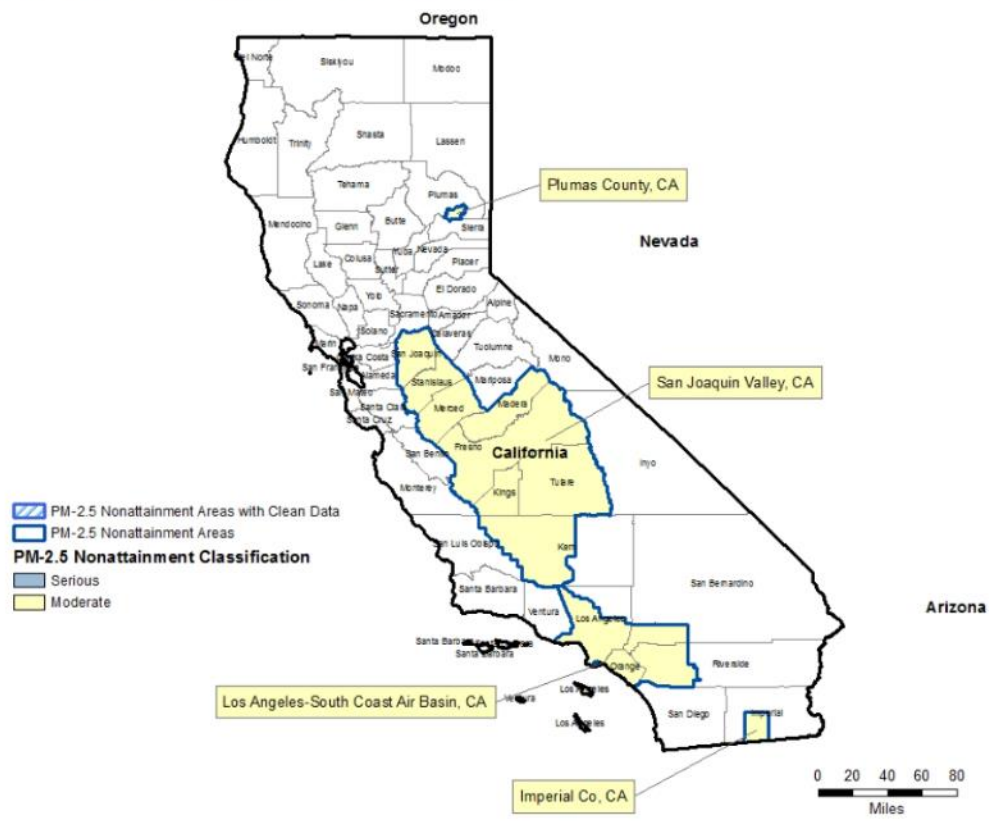 Oregon
Del Norte
Siskiyou
Modoc
Humboldt
Trinity
Shasta
Lassen
Tehama
Plumas
Plumas County, CA
Mendocino
Glenn
Butte
Sierra
Nevada
Lake
Colusa
Yuba
Nevada
Sutter
Placer
Sonoma
Napa
Yolo
El Dorado
Alpine
Sacramento
Amador
Solano
Calaveras
Marin
Tuolumne
Mono
San Joaquin
Alameda
Stanislaus
Mariposa
San Joaquin Valley, CA
San Mateo
Santa Clara
Merced
Madera
Santa Cruz
Fresno
San Benito
California
Inyo
Monterey
Kings
Tulare
PM-2.5 Nonattainment Areas with Clean Data
PM-2.5 Nonattainment Areas
PM-2.5 Nonattainment Classification
Serious
Moderate
San Luis Obispo
Kern
Santa Barbara
San Bernardino
Ventura
Los Angeles
Arizona
Santa Barbara
Santa Barbara
Orange
Riverside
Los Angeles-South Coast Air Basin, CA
Ventura
Los Angeles
Los Angeles
San Diego
Imperial
Imperial Co, CA
0 20 40 60 80
Miles